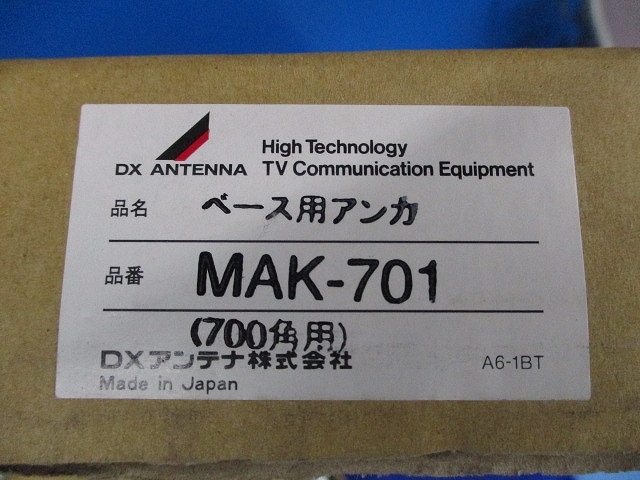 DX ANTENNA
High Technology
TV Communication Equipment
品名 ベース用アンカ
品番 MAK-701
(700角用)
DXアンテナ株式会社
Made in Japan
A6-1BT